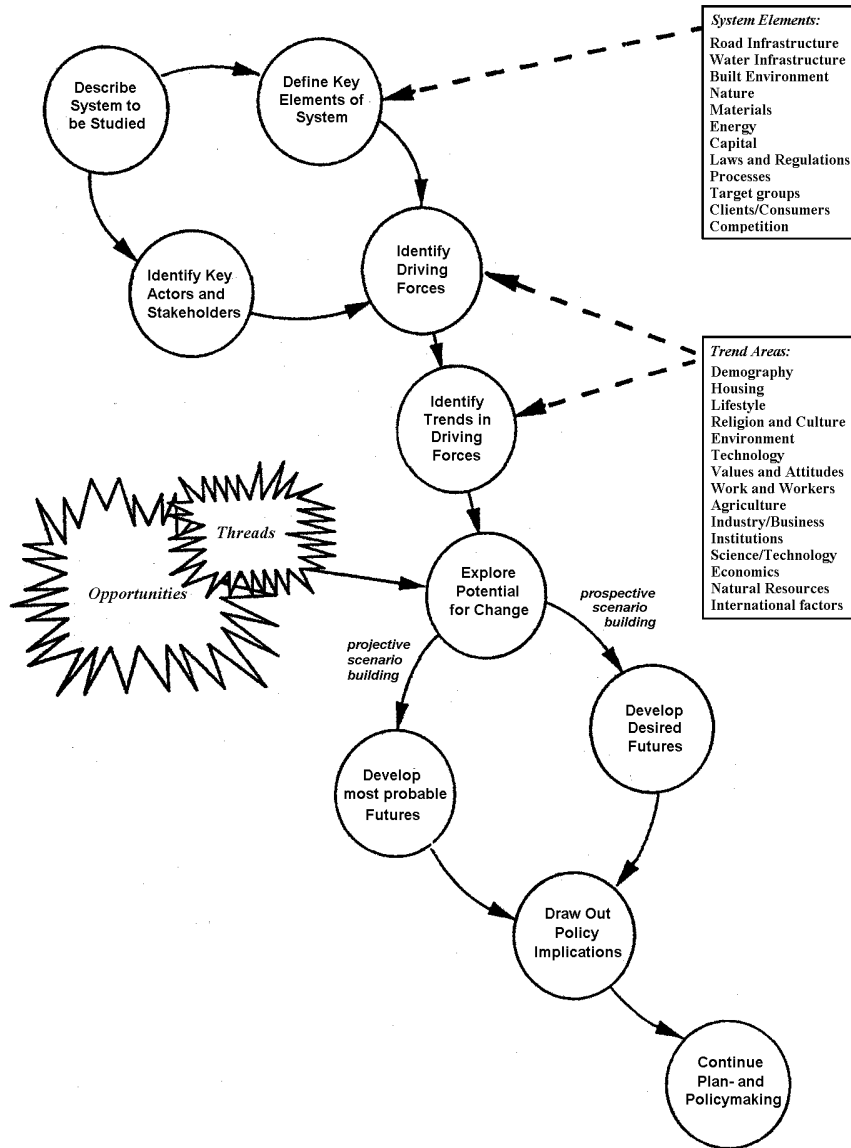 Describe
System to
be Studied
Define Key
Elements of
System
Identify Key
Actors and
Stakeholders
Identify
Driving
Forces
Identify
Trends in
Driving
Forces
Threads
Opportunities
Explore
Potential
for Change
projective
scenario
building
prospective
scenario
building
Develop
most probable
Futures
Develop
Desired
Futures
Draw Out
Policy
Implications
Continue
Plan- and
Policymaking
System Elements:
Road Infrastructure
Water Infrastructure
Built Environment
Nature
Materials
Energy
Capital
Laws and Regulations
Processes
Target groups
Clients/Consumers
Competition
Trend Areas:
Demography
Housing
Lifestyle
Religion and Culture
Environment
Technology
Values and Attitudes
Work and Workers
Agriculture
Industry/Business
Institutions
Science/Technology
Economics
Natural Resources
International factors